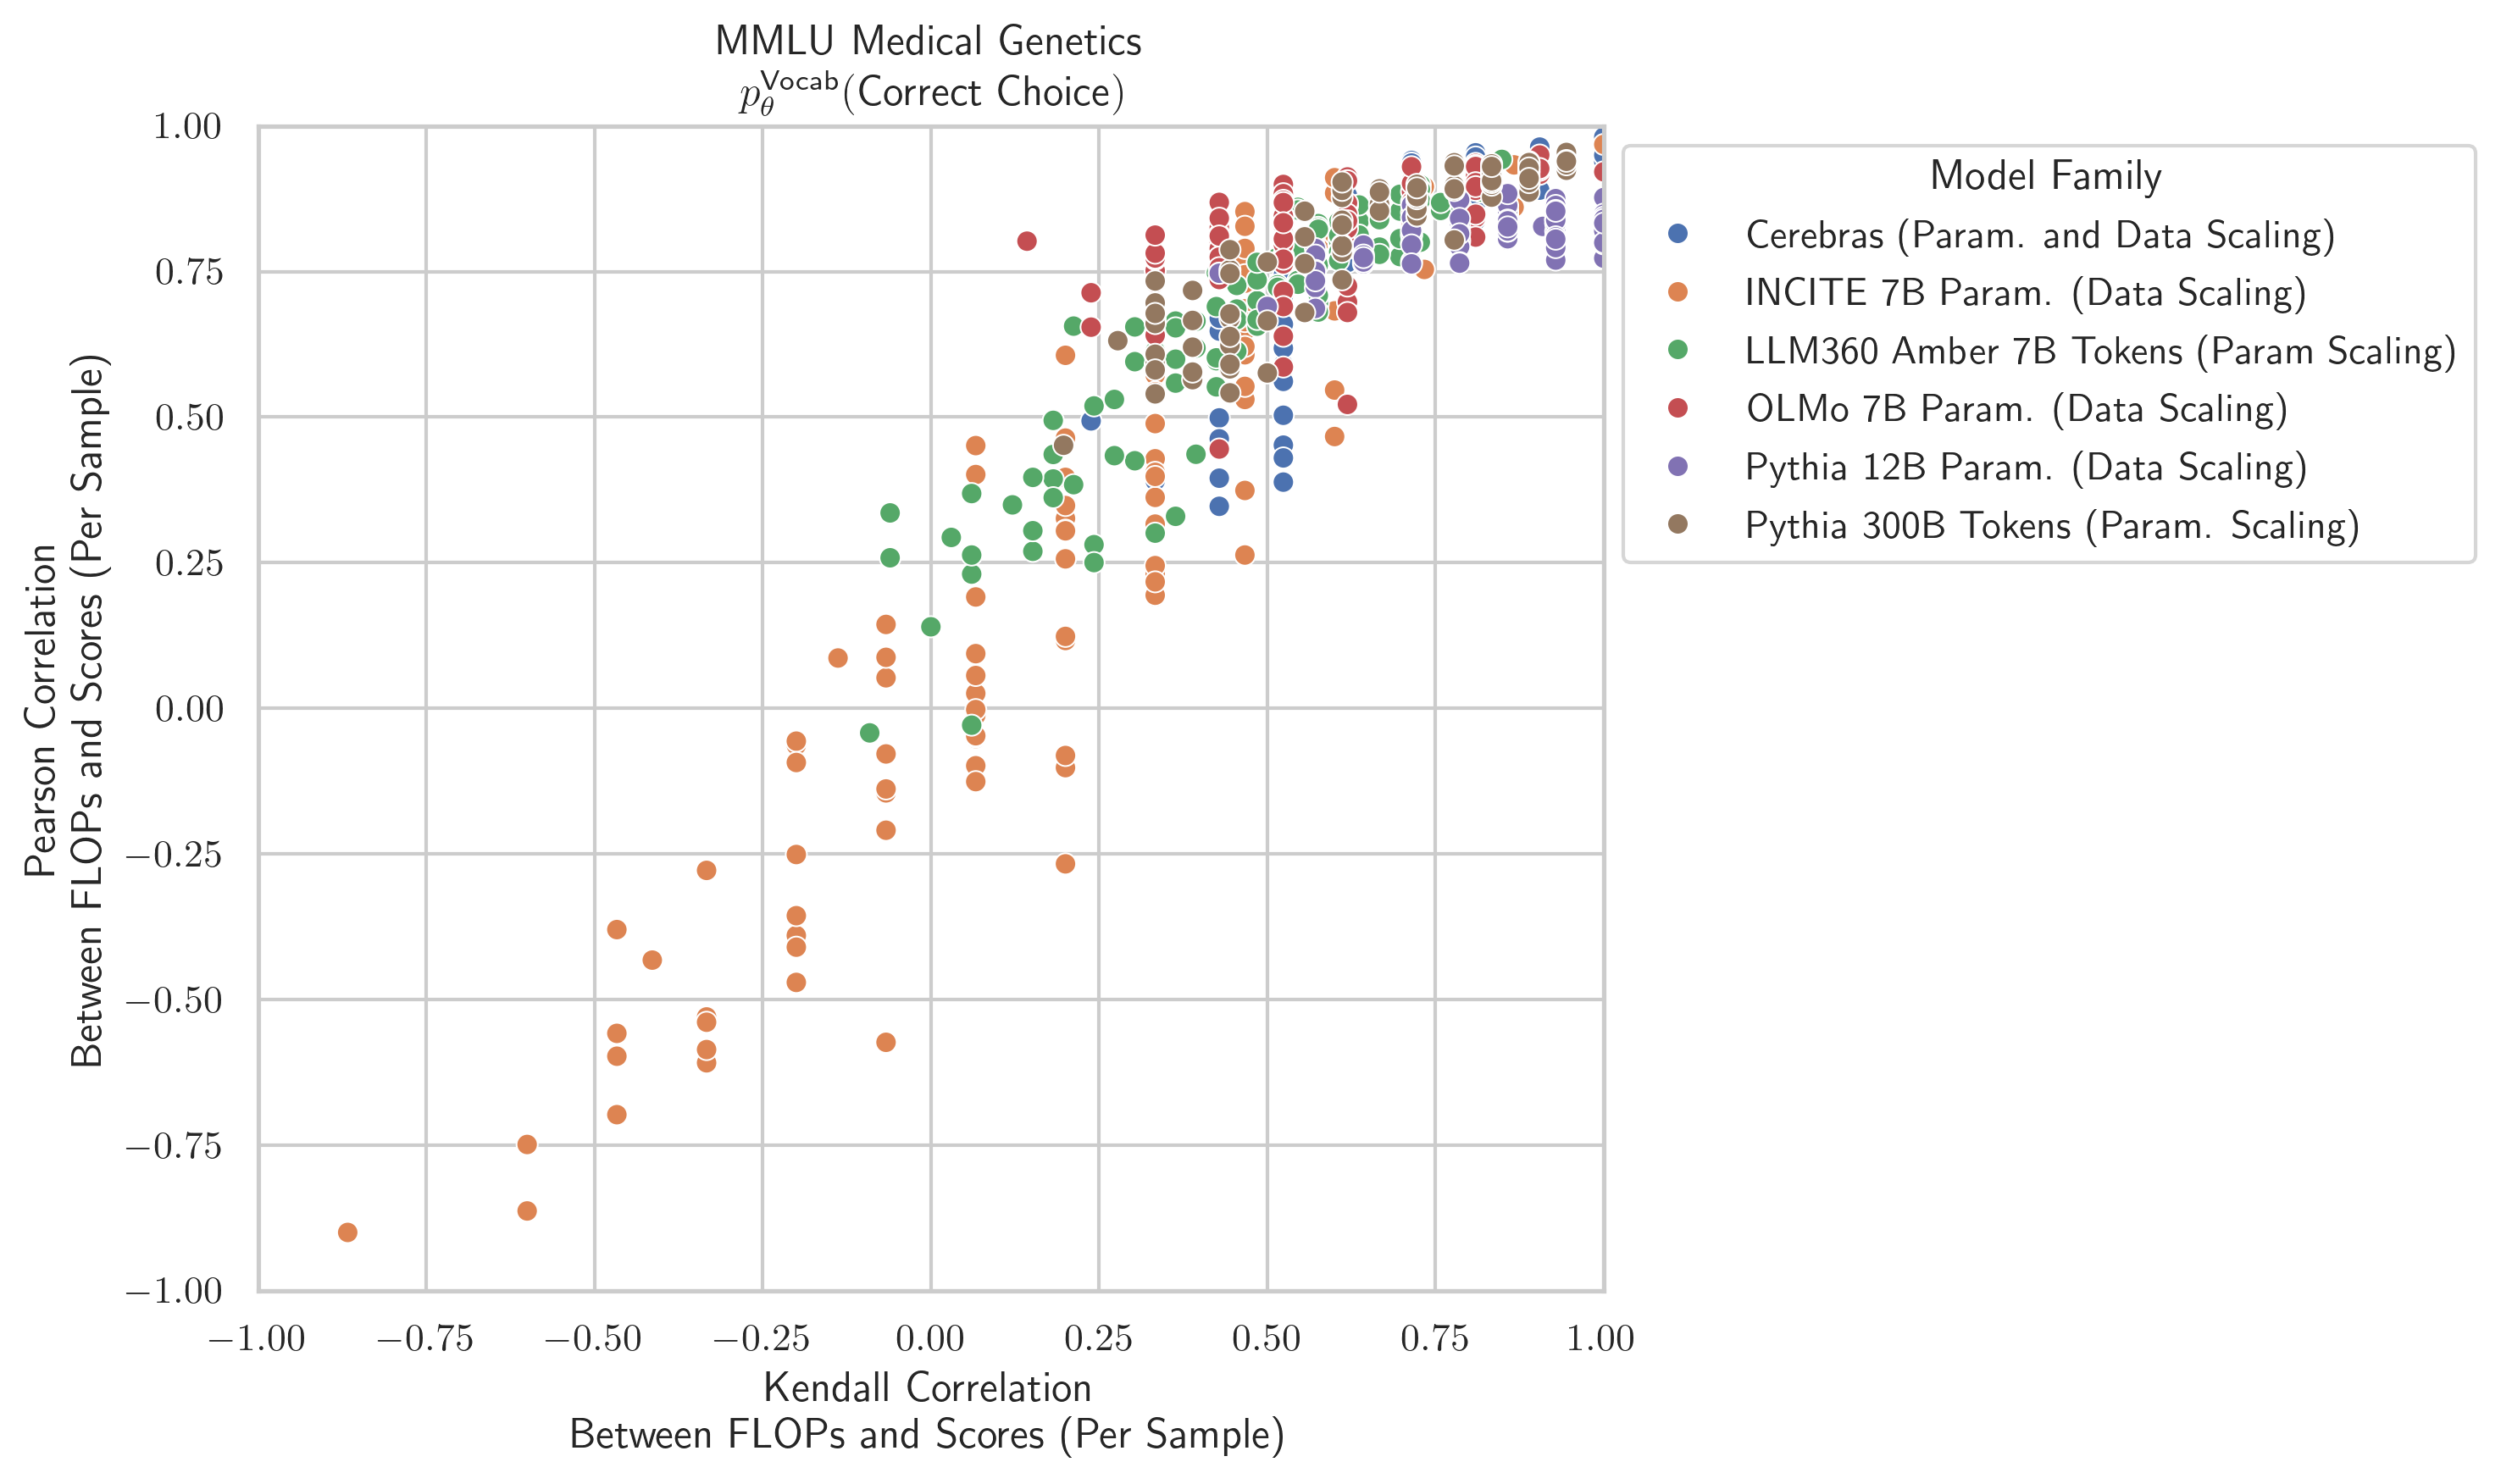 MMLU Medical Genetics
p_θ^Vocab(Correct Choice)
1.00
0.75
0.50
0.25
0.00
−0.25
−0.50
−0.75
−1.00
Pearson Correlation
Between FLOPs and Scores (Per Sample)
−1.00 −0.75 −0.50 −0.25 0.00 0.25 0.50 0.75 1.00
Kendall Correlation
Between FLOPs and Scores (Per Sample)
Model Family
Cerebras (Param. and Data Scaling)
INCITE 7B Param. (Data Scaling)
LLM360 Amber 7B Tokens (Param Scaling)
OLMo 7B Param. (Data Scaling)
Pythia 12B Param. (Data Scaling)
Pythia 300B Tokens (Param. Scaling)